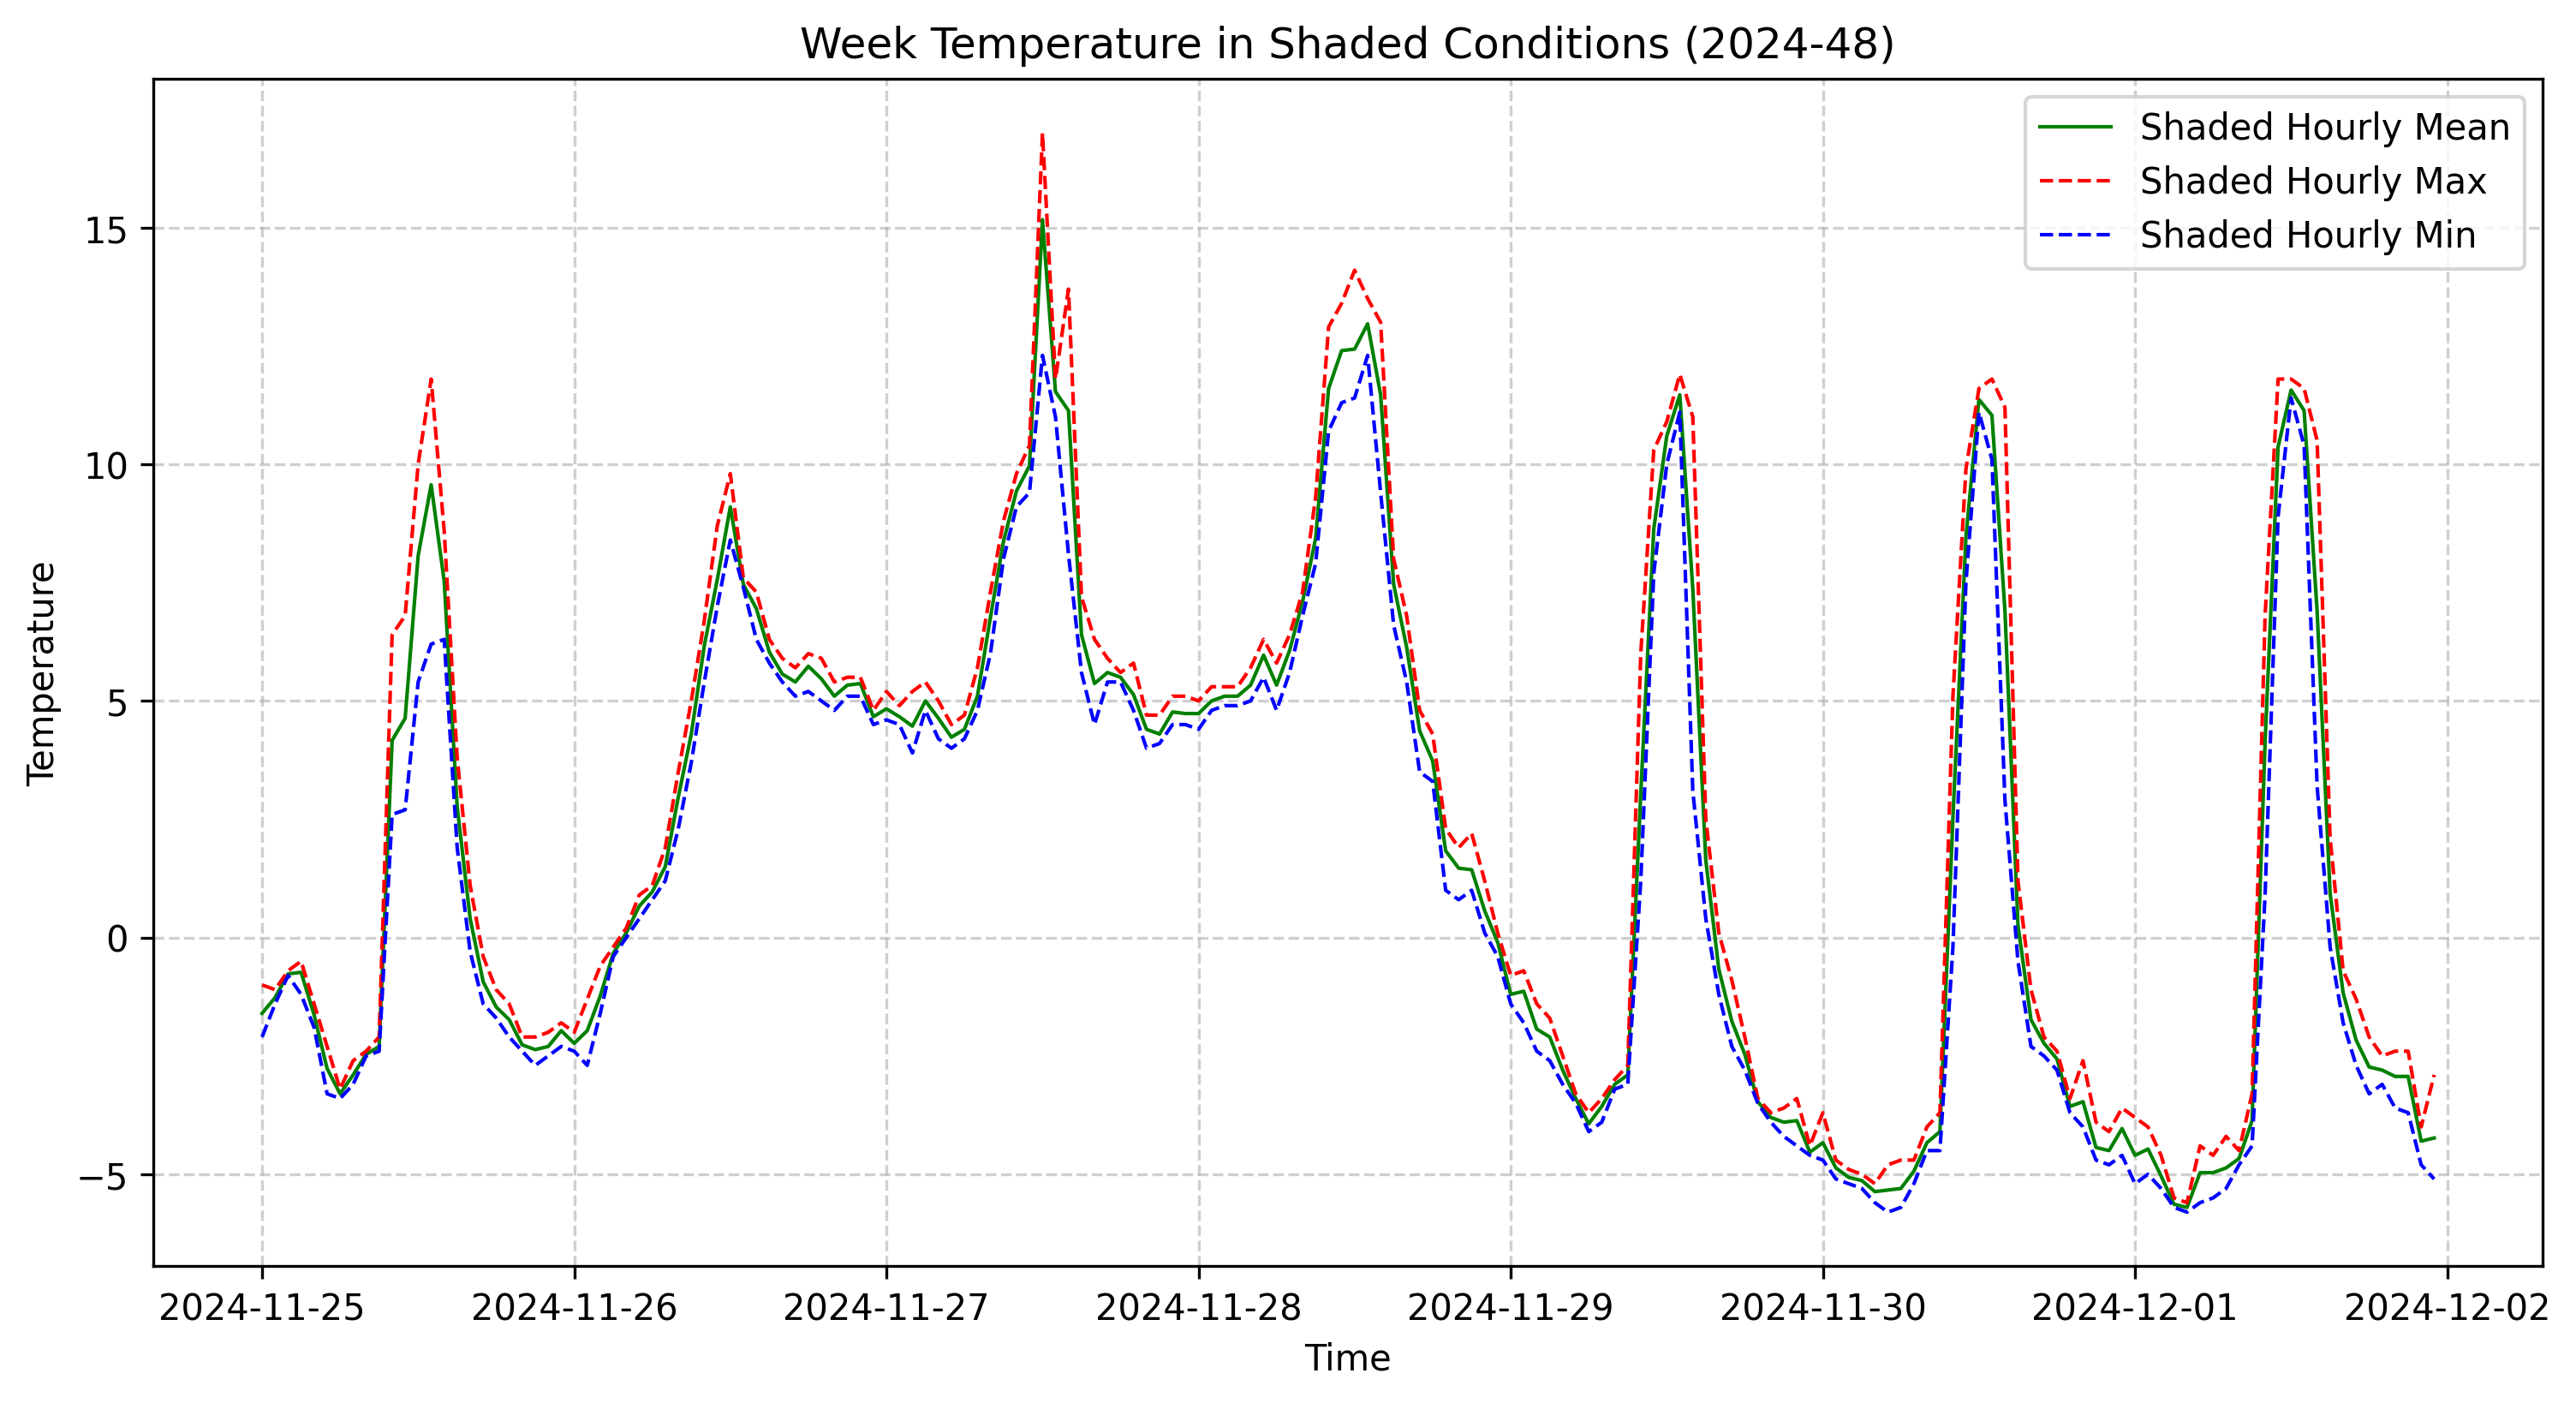 Week Temperature in Shaded Conditions (2024-48)
Shaded Hourly Mean
Shaded Hourly Max
Shaded Hourly Min
Temperature
15
10
5
0
−5
2024-11-25 2024-11-26 2024-11-27 2024-11-28 2024-11-29 2024-11-30 2024-12-01 2024-12-02
Time